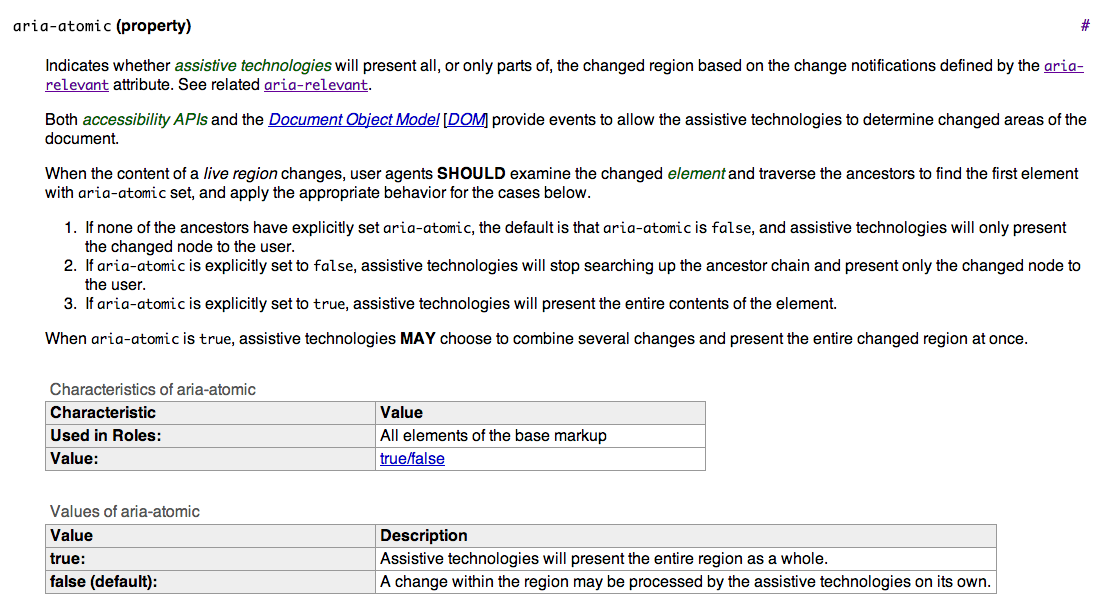 aria-atomic (property) #
Indicates whether assistive technologies will present all, or only parts of, the changed region based on the change notifications defined by the aria-
relevant attribute. See related aria-relevant.
Both accessibility APIs and the Document Object Model [DOM] provide events to allow the assistive technologies to determine changed areas of the
document.
When the content of a live region changes, user agents SHOULD examine the changed element and traverse the ancestors to find the first element
with aria-atomic set, and apply the appropriate behavior for the cases below.
1. If none of the ancestors have explicitly set aria-atomic, the default is that aria-atomic is false, and assistive technologies will only present
the changed node to the user.
2. If aria-atomic is explicitly set to false, assistive technologies will stop searching up the ancestor chain and present only the changed node to
the user.
3. If aria-atomic is explicitly set to true, assistive technologies will present the entire contents of the element.
When aria-atomic is true, assistive technologies MAY choose to combine several changes and present the entire changed region at once.
Characteristics of aria-atomic
Characteristic Value
Used in Roles: All elements of the base markup
Value: true/false
Values of aria-atomic
Value Description
true: Assistive technologies will present the entire region as a whole.
false (default): A change within the region may be processed by the assistive technologies on its own.